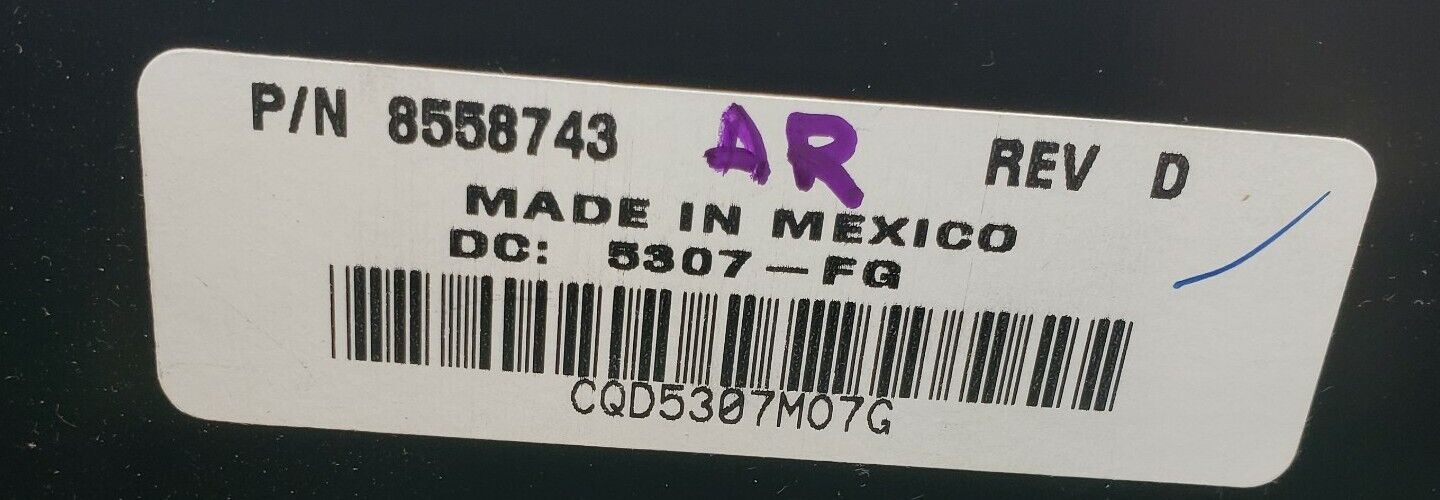 P/N 8558743 AR REV D
MADE IN MEXICO
DC: 5307-FG
CQD5307M07G